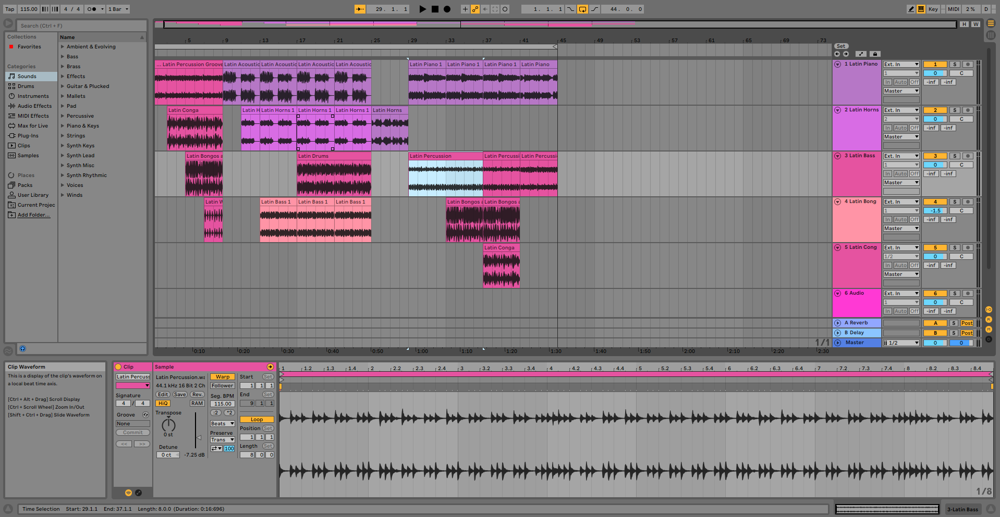 Tap 115.00 4 / 4 1 Bar 29. 1. 1 1. 1. 1 44. 0. 0 Key MIDI 2 % D
Search (Ctrl + F)
H W
Collections
Favorites
Categories
Sounds
Drums
Instruments
Audio Effects
MIDI Effects
Max for Live
Plug-Ins
Clips
Samples
Places
Packs
User Library
Current Projec
Add Folder...
Name
Ambient & Evolving
Bass
Brass
Effects
Guitar & Plucked
Mallets
Pad
Percussive
Piano & Keys
Strings
Synth Keys
Synth Lead
Synth Misc
Synth Rhythmic
Voices
Winds
5 9 13 17 21 25 29 33 37 41 45 49 53 57 61 65 69 73
Set
... Latin Percussion Groove Latin Acoustic Latin Acoustic Latin Acoustic Latin Acoustic Latin Piano 1 Latin Piano 1 Latin Piano 1 Latin Piano
Latin Conga Latin H Latin Horns 1 Latin Horns 1 Latin Horns 1 Latin Horns
Latin Bongos a Latin Drums Latin Percussion Latin Percussi Latin Percussi
Latin W Latin Bass 1 Latin Bass 1 Latin Bass 1 Latin Bongos a Latin Bongos a
Latin Conga
1 Latin Piano Ext. In 1 S
1 0 C
In Auto Off -inf -inf
Master
2 Latin Horns Ext. In 2 S
2 0 C
In Auto Off -inf -inf
Master
3 Latin Bass Ext. In 3 S
1 0 C
In Auto Off -inf -inf
Master
4 Latin Bong Ext. In 4 S
1 -1.5 C
In Auto Off -inf -inf
Master
5 Latin Cong Ext. In 5 S
1/2 0 C
In Auto Off -inf -inf
Master
6 Audio Ext. In 6 S
1 0 C
In Auto Off -inf -inf
A Reverb A S Post
B Delay B S Post
1/1 Master 1/2 0 0
I·O
R
M
D
0:10 0:20 0:30 0:40 0:50 1:00 1:10 1:20 1:30 1:40 1:50 2:00 2:10 2:20 2:30
Clip Waveform
This is a display of the clip's waveform on
a local beat time axis.
[Ctrl + Alt + Drag] Scroll Display
[Ctrl + Scroll Wheel] Zoom In/Out
[Shift + Ctrl + Drag] Slide Waveform
Clip
Latin Percuss
Signature
4 / 4
Groove
None
Commit
<< >>
Sample
Latin Percussion.wa
44.1 kHz 16 Bit 2 Ch
Edit Save Rev.
HiQ RAM
Transpose
0 st
Detune
0 ct -7.25 dB
Warp
Follower
Seg. BPM
115.00
:2 *2
Beats
Preserve
Trans
100
Start Set
1 1 1
End Set
9 1 1
Loop
Position Set
1 1 1
Length Set
8 0 0
1 1.2 1.3 1.4 2 2.2 2.3 2.4 3 3.2 3.3 3.4 4 4.2 4.3 4.4 5 5.2 5.3 5.4 6 6.2 6.3 6.4 7 7.2 7.3 7.4 8 8.2 8.3 8.4
1/8
Time Selection Start: 29.1.1 End: 37.1.1 Length: 8.0.0 (Duration: 0:16:696)
3-Latin Bass